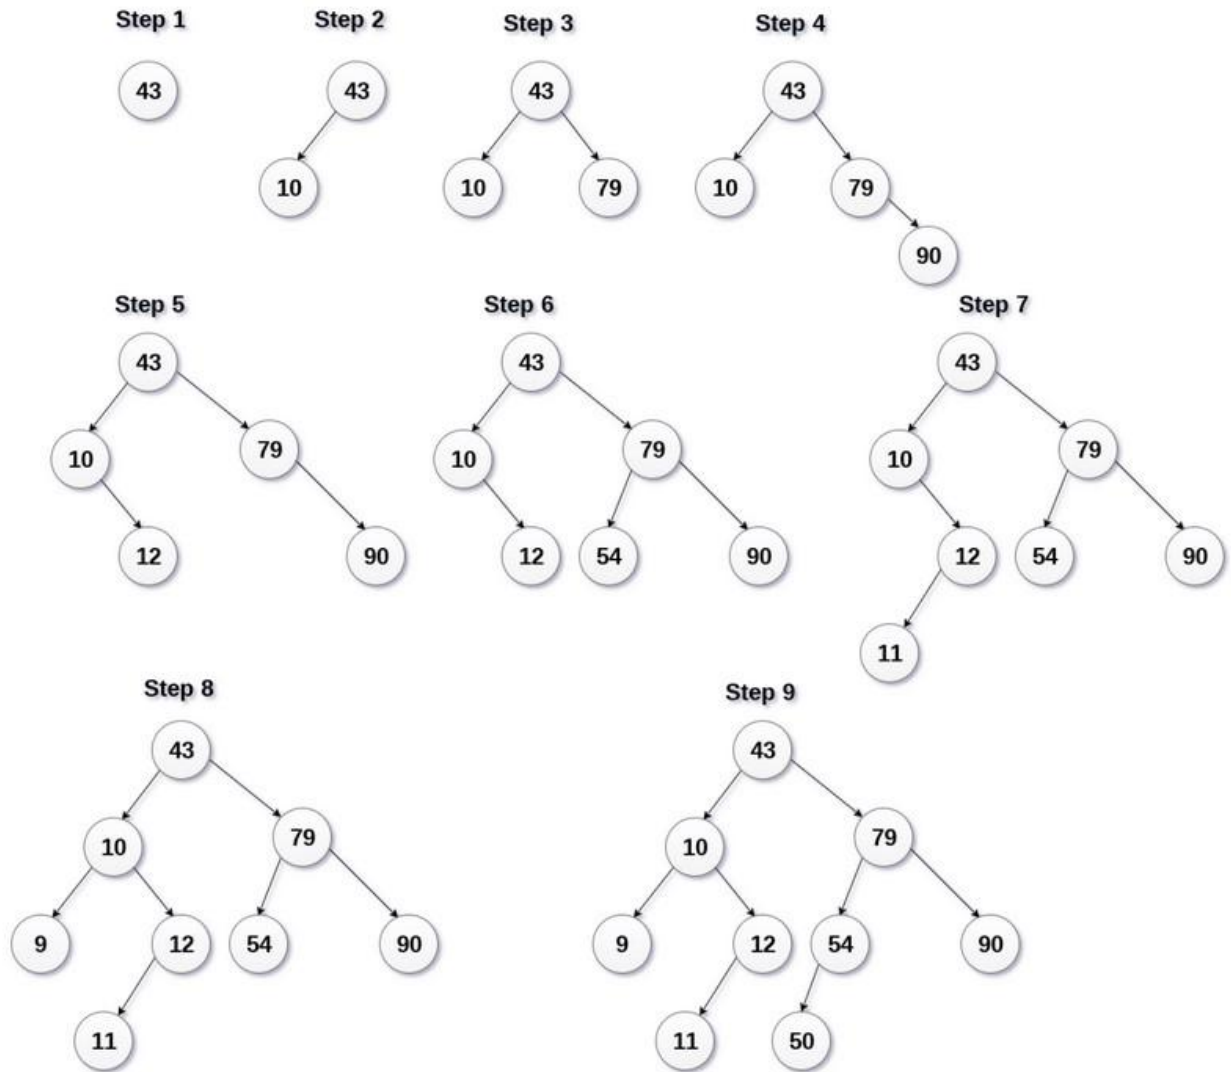 Step 1 Step 2 Step 3 Step 4
43 43 43 43
10 10 79 10 79
90
Step 5 Step 6 Step 7
43 43 43
10 79 10 79 10 79
12 90 12 54 90 12 54 90
11
Step 8 Step 9
43 43
10 79 10 79
9 12 54 90 9 12 54 90
11 11 50